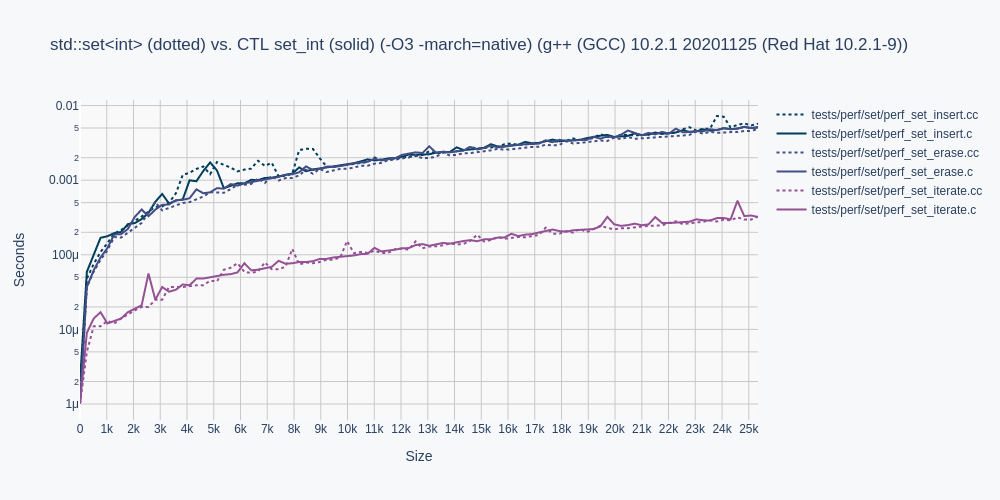 std::set<int> (dotted) vs. CTL set_int (solid) (-O3 -march=native) (g++ (GCC) 10.2.1 20201125 (Red Hat 10.2.1-9))
0.01
5
2
0.001
5
2
100μ
5
2
10μ
5
2
1μ
Seconds
0 1k 2k 3k 4k 5k 6k 7k 8k 9k 10k 11k 12k 13k 14k 15k 16k 17k 18k 19k 20k 21k 22k 23k 24k 25k
Size
tests/perf/set/perf_set_insert.cc
tests/perf/set/perf_set_insert.c
tests/perf/set/perf_set_erase.cc
tests/perf/set/perf_set_erase.c
tests/perf/set/perf_set_iterate.cc
tests/perf/set/perf_set_iterate.c